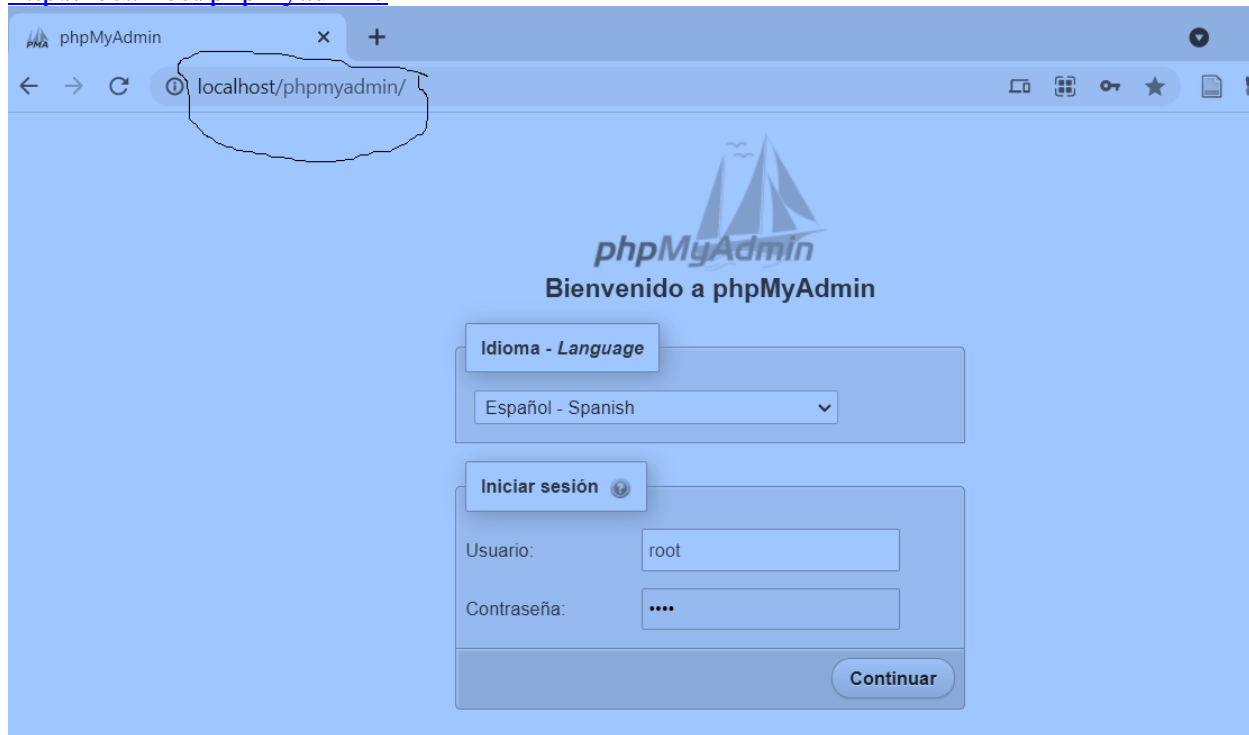 phpMyAdmin
localhost/phpmyadmin/
phpMyAdmin
Bienvenido a phpMyAdmin
Idioma - Language
Español - Spanish
Iniciar sesión
Usuario: root
Contraseña: ••••
Continuar